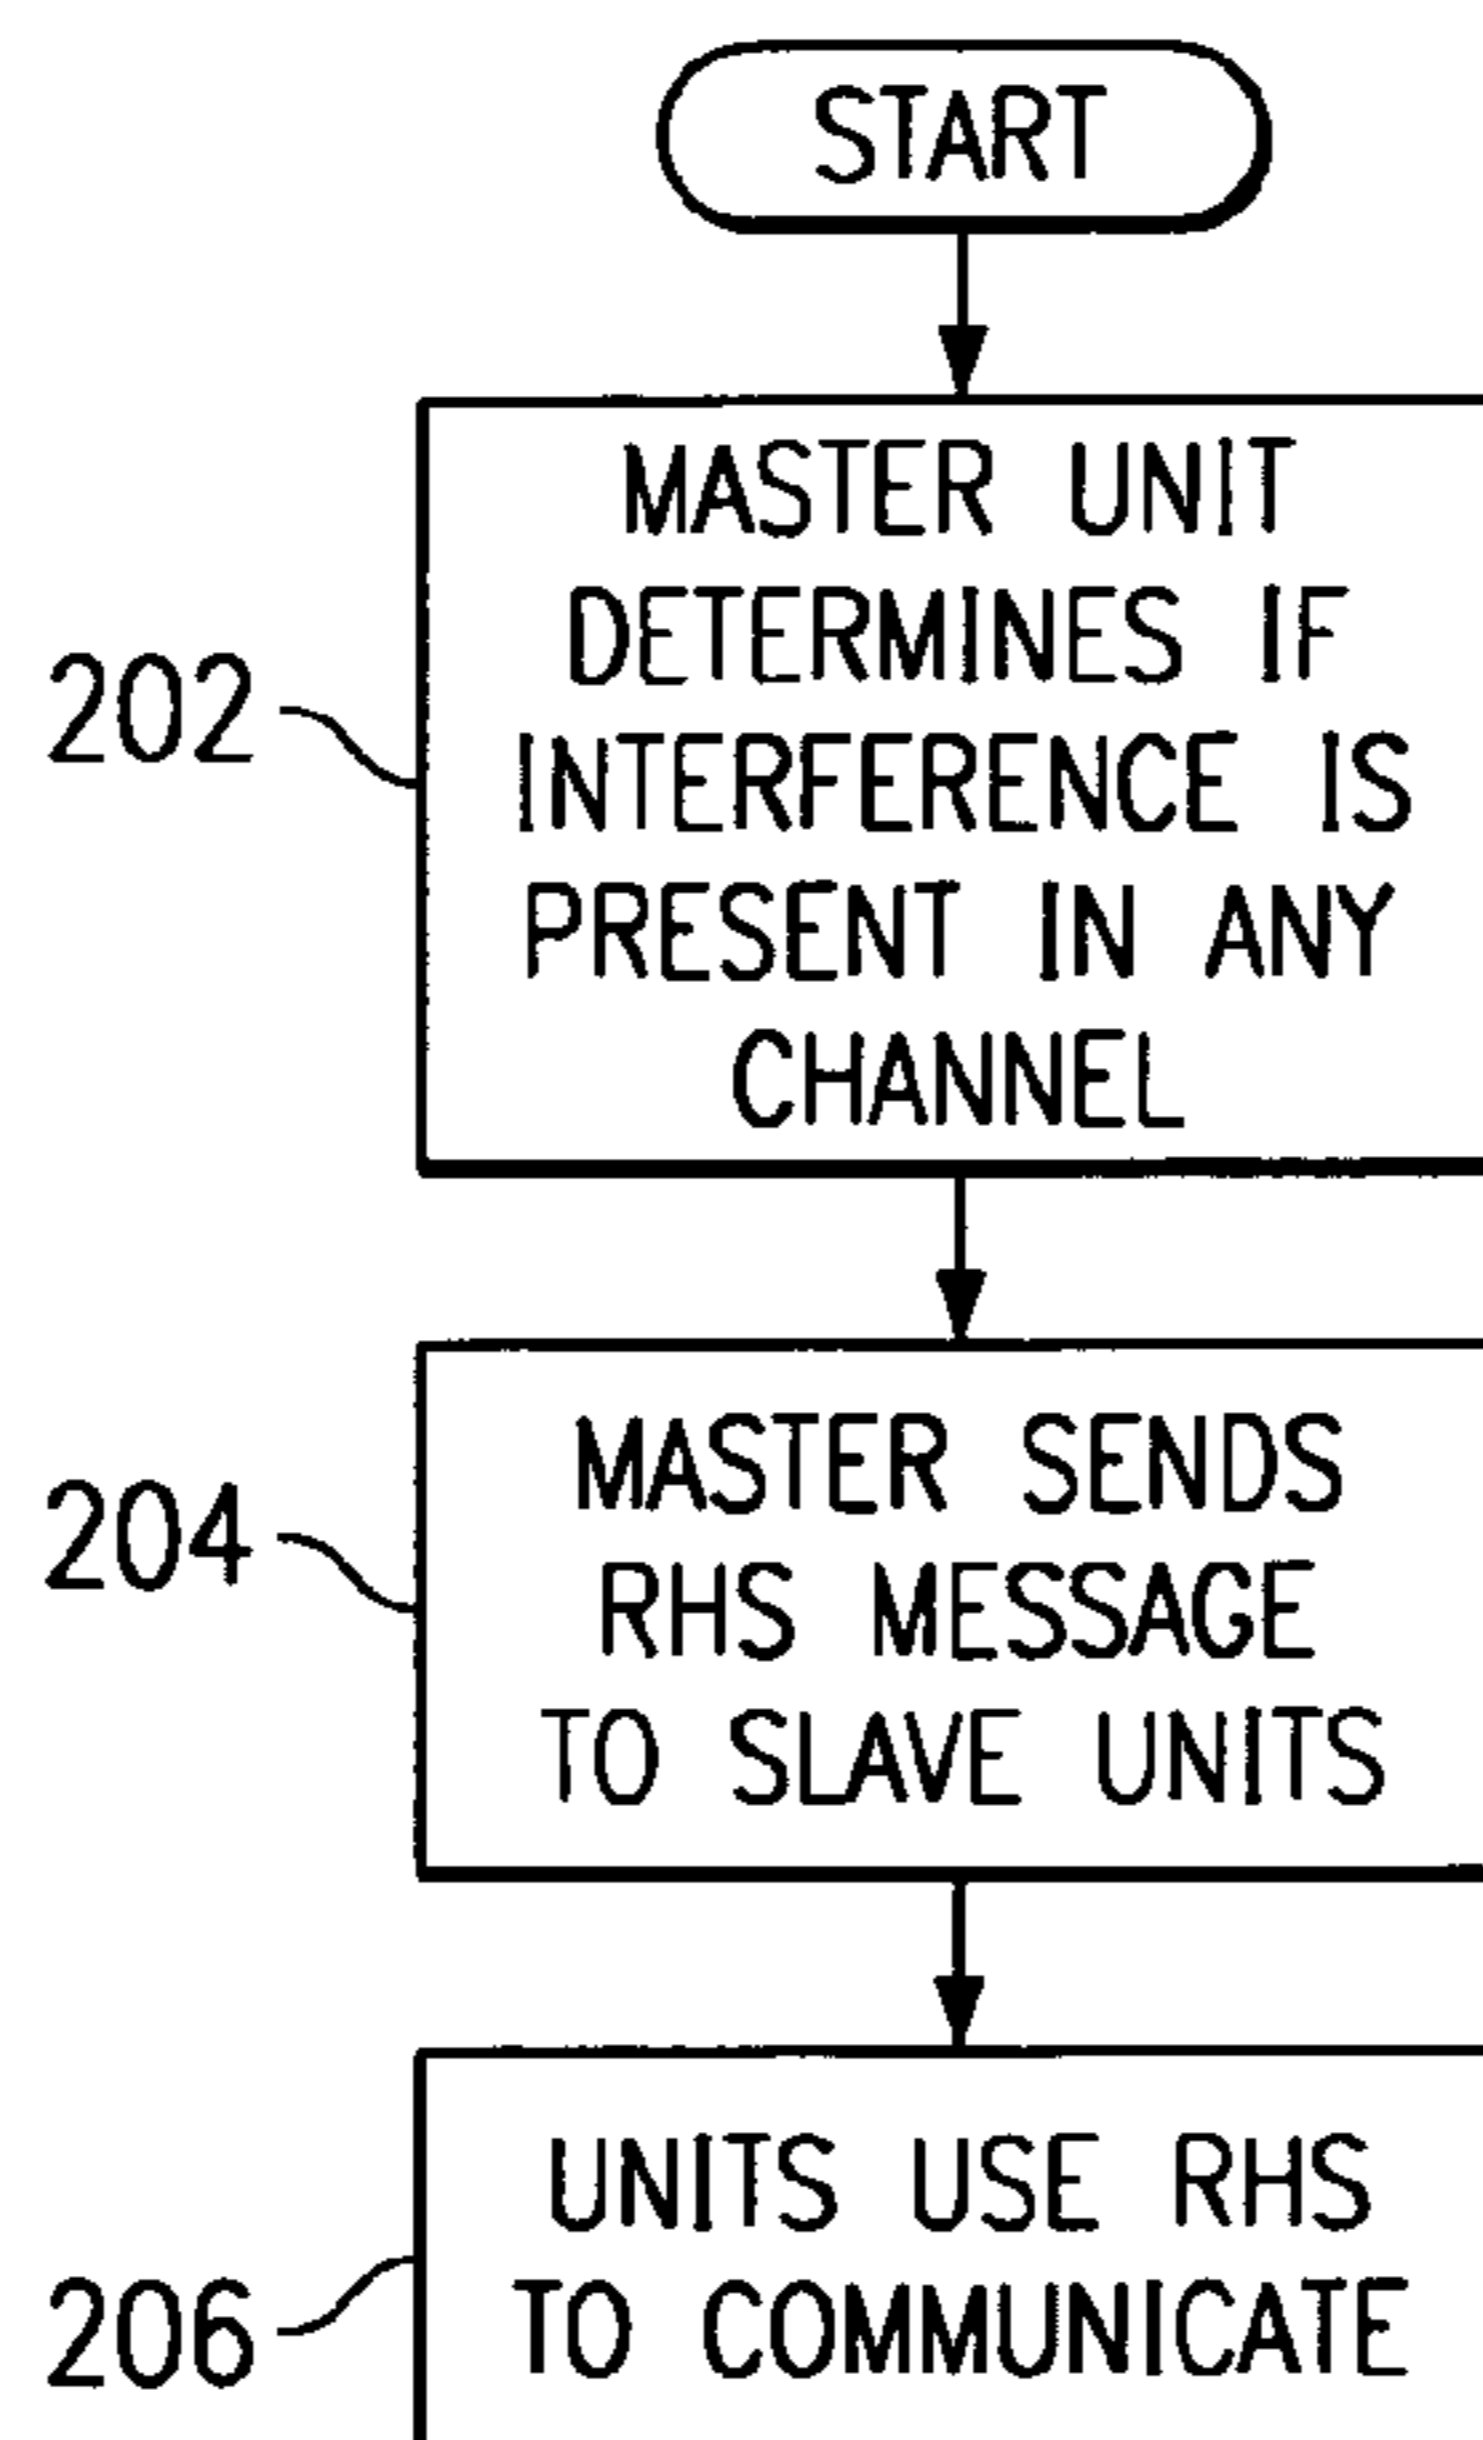 START
MASTER UNIT
DETERMINES IF
202
INTERFERENCE IS
PRESENT IN ANY
CHANNEL
MASTER SENDS
204
RHS MESSAGE
TO SLAVE UNITS
UNITS USE RHS
206
TO COMMUNICATE